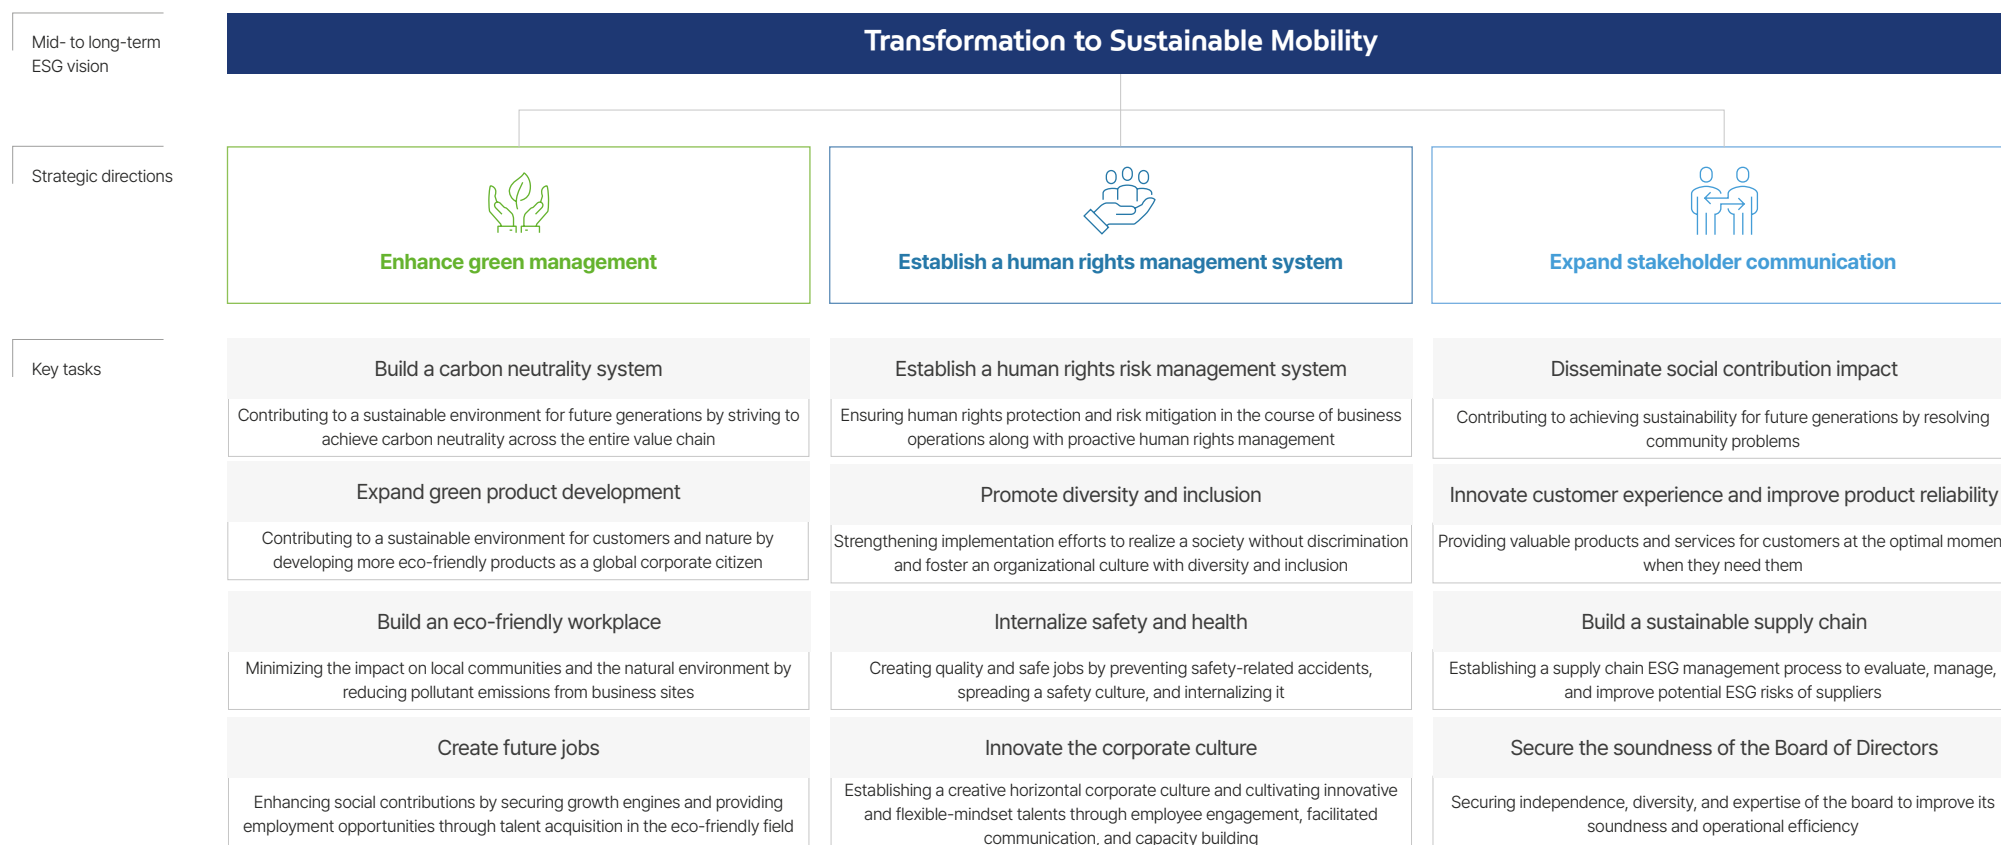 Mid- to long-term
ESG vision
Transformation to Sustainable Mobility
Strategic directions
Enhance green management
Establish a human rights management system
Expand stakeholder communication
Key tasks
Build a carbon neutrality system
Contributing to a sustainable environment for future generations by striving to
achieve carbon neutrality across the entire value chain
Expand green product development
Contributing to a sustainable environment for customers and nature by
developing more eco-friendly products as a global corporate citizen
Build an eco-friendly workplace
Minimizing the impact on local communities and the natural environment by
reducing pollutant emissions from business sites
Create future jobs
Enhancing social contributions by securing growth engines and providing
employment opportunities through talent acquisition in the eco-friendly field
Establish a human rights risk management system
Ensuring human rights protection and risk mitigation in the course of business
operations along with proactive human rights management
Promote diversity and inclusion
Strengthening implementation efforts to realize a society without discrimination
and foster an organizational culture with diversity and inclusion
Internalize safety and health
Creating quality and safe jobs by preventing safety-related accidents,
spreading a safety culture, and internalizing it
Innovate the corporate culture
Establishing a creative horizontal corporate culture and cultivating innovative
and flexible-mindset talents through employee engagement, facilitated
communication, and capacity building
Disseminate social contribution impact
Contributing to achieving sustainability for future generations by resolving
community problems
Innovate customer experience and improve product reliability
Providing valuable products and services for customers at the optimal momen
when they need them
Build a sustainable supply chain
Establishing a supply chain ESG management process to evaluate, manage,
and improve potential ESG risks of suppliers
Secure the soundness of the Board of Directors
Securing independence, diversity, and expertise of the board to improve its
soundness and operational efficiency